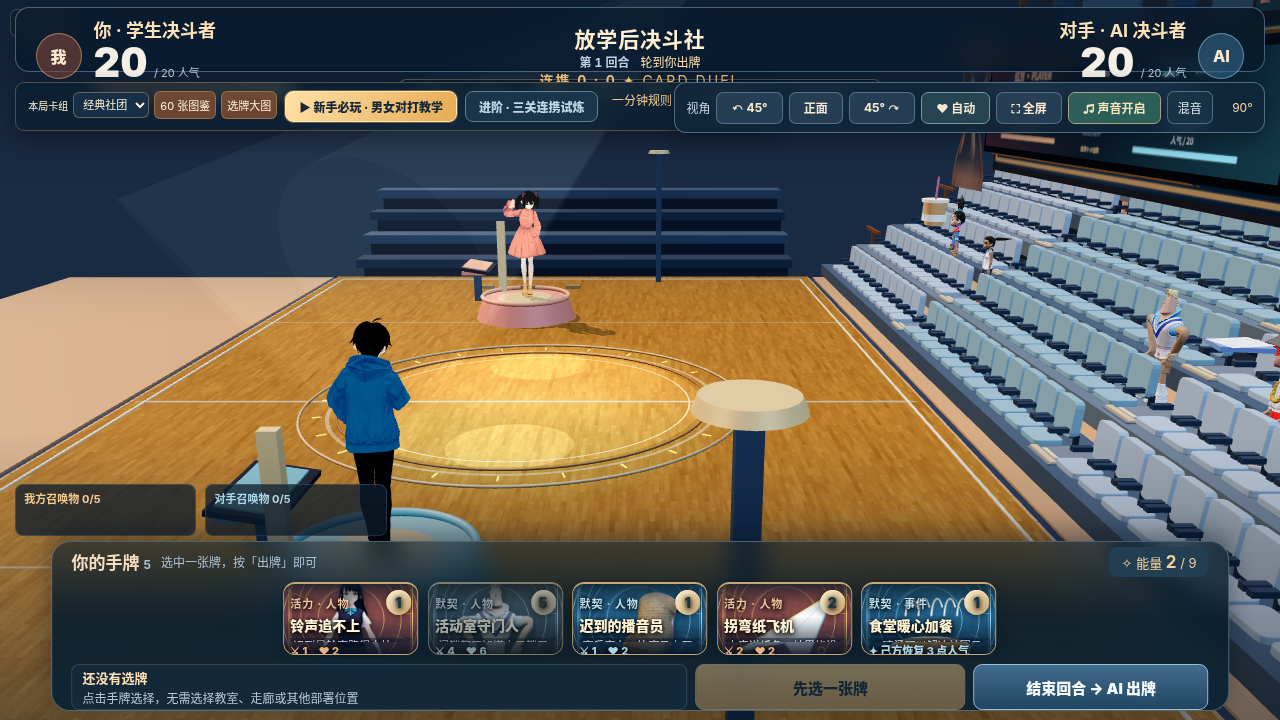 我
你 · 学生决斗者
20 / 20 人气
放学后决斗社
第 1 回合 轮到你出牌
连携 0 : 0 ✦ CARD DUEL
对手 · AI 决斗者
20 / 20 人气
AI
本局卡组 经典社团 60 张图鉴 选牌大图 ▶ 新手必玩 · 男女对打教学 进阶 · 三关连携试炼 一分钟规则
视角 ↶ 45° 正面 45° ↷ ♥ 自动 ⛶ 全屏 ♫ 声音开启 混音 90°
人气/20
我方召唤物 0/5
对手召唤物 0/5
你的手牌 5 选中一张牌，按「出牌」即可
✧ 能量 2 / 9
活力 · 人物 1
铃声追不上
⚔ 1 ♥ 2
默契 · 人物 5
活动室守门人
⚔ 4 ♥ 6
默契 · 人物 1
迟到的播音员
⚔ 1 ♥ 2
活力 · 人物 2
拐弯纸飞机
⚔ 2 ♥ 2
默契 · 事件 1
食堂暖心加餐
✦ 己方恢复 3 点人气
还没有选牌
点击手牌选择，无需选择教室、走廊或其他部署位置
先选一张牌
结束回合 → AI 出牌